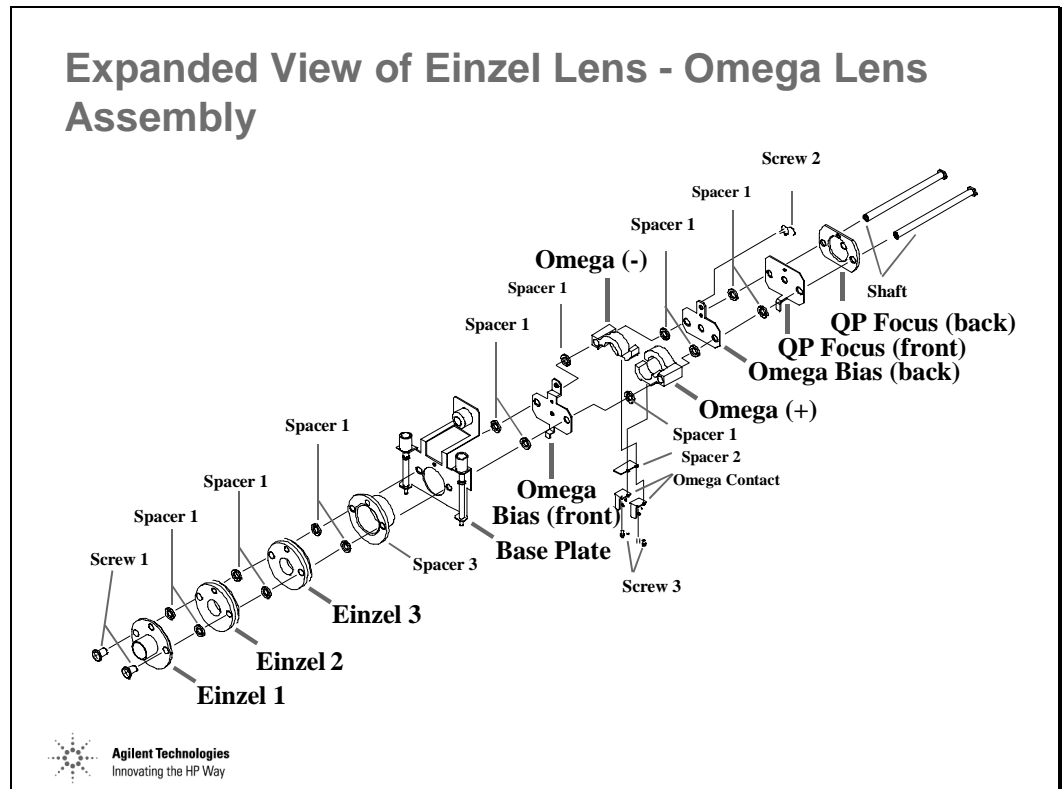 Expanded View of Einzel Lens - Omega Lens
Assembly
Screw 2
Spacer 1
Spacer 1
Omega (-)
Spacer 1
Shaft
Spacer 1
QP Focus (back)
QP Focus (front)
Omega Bias (back)
Omega (+)
Spacer 1
Spacer 1
Spacer 2
Spacer 1
Omega Contact
Omega
Bias (front)
Spacer 1
Base Plate
Screw 1
Spacer 3
Screw 3
Einzel 3
Einzel 2
Einzel 1
Agilent Technologies
Innovating the HP Way